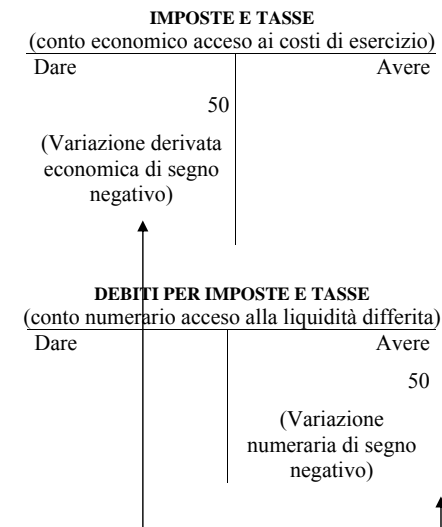 IMPOSTE E TASSE
(conto economico acceso ai costi di esercizio)
Dare Avere
50
(Variazione derivata
economica di segno
negativo)
DEBITI PER IMPOSTE E TASSE
(conto numerario acceso alla liquidità differita)
Dare Avere
50
(Variazione
numeraria di segno
negativo)